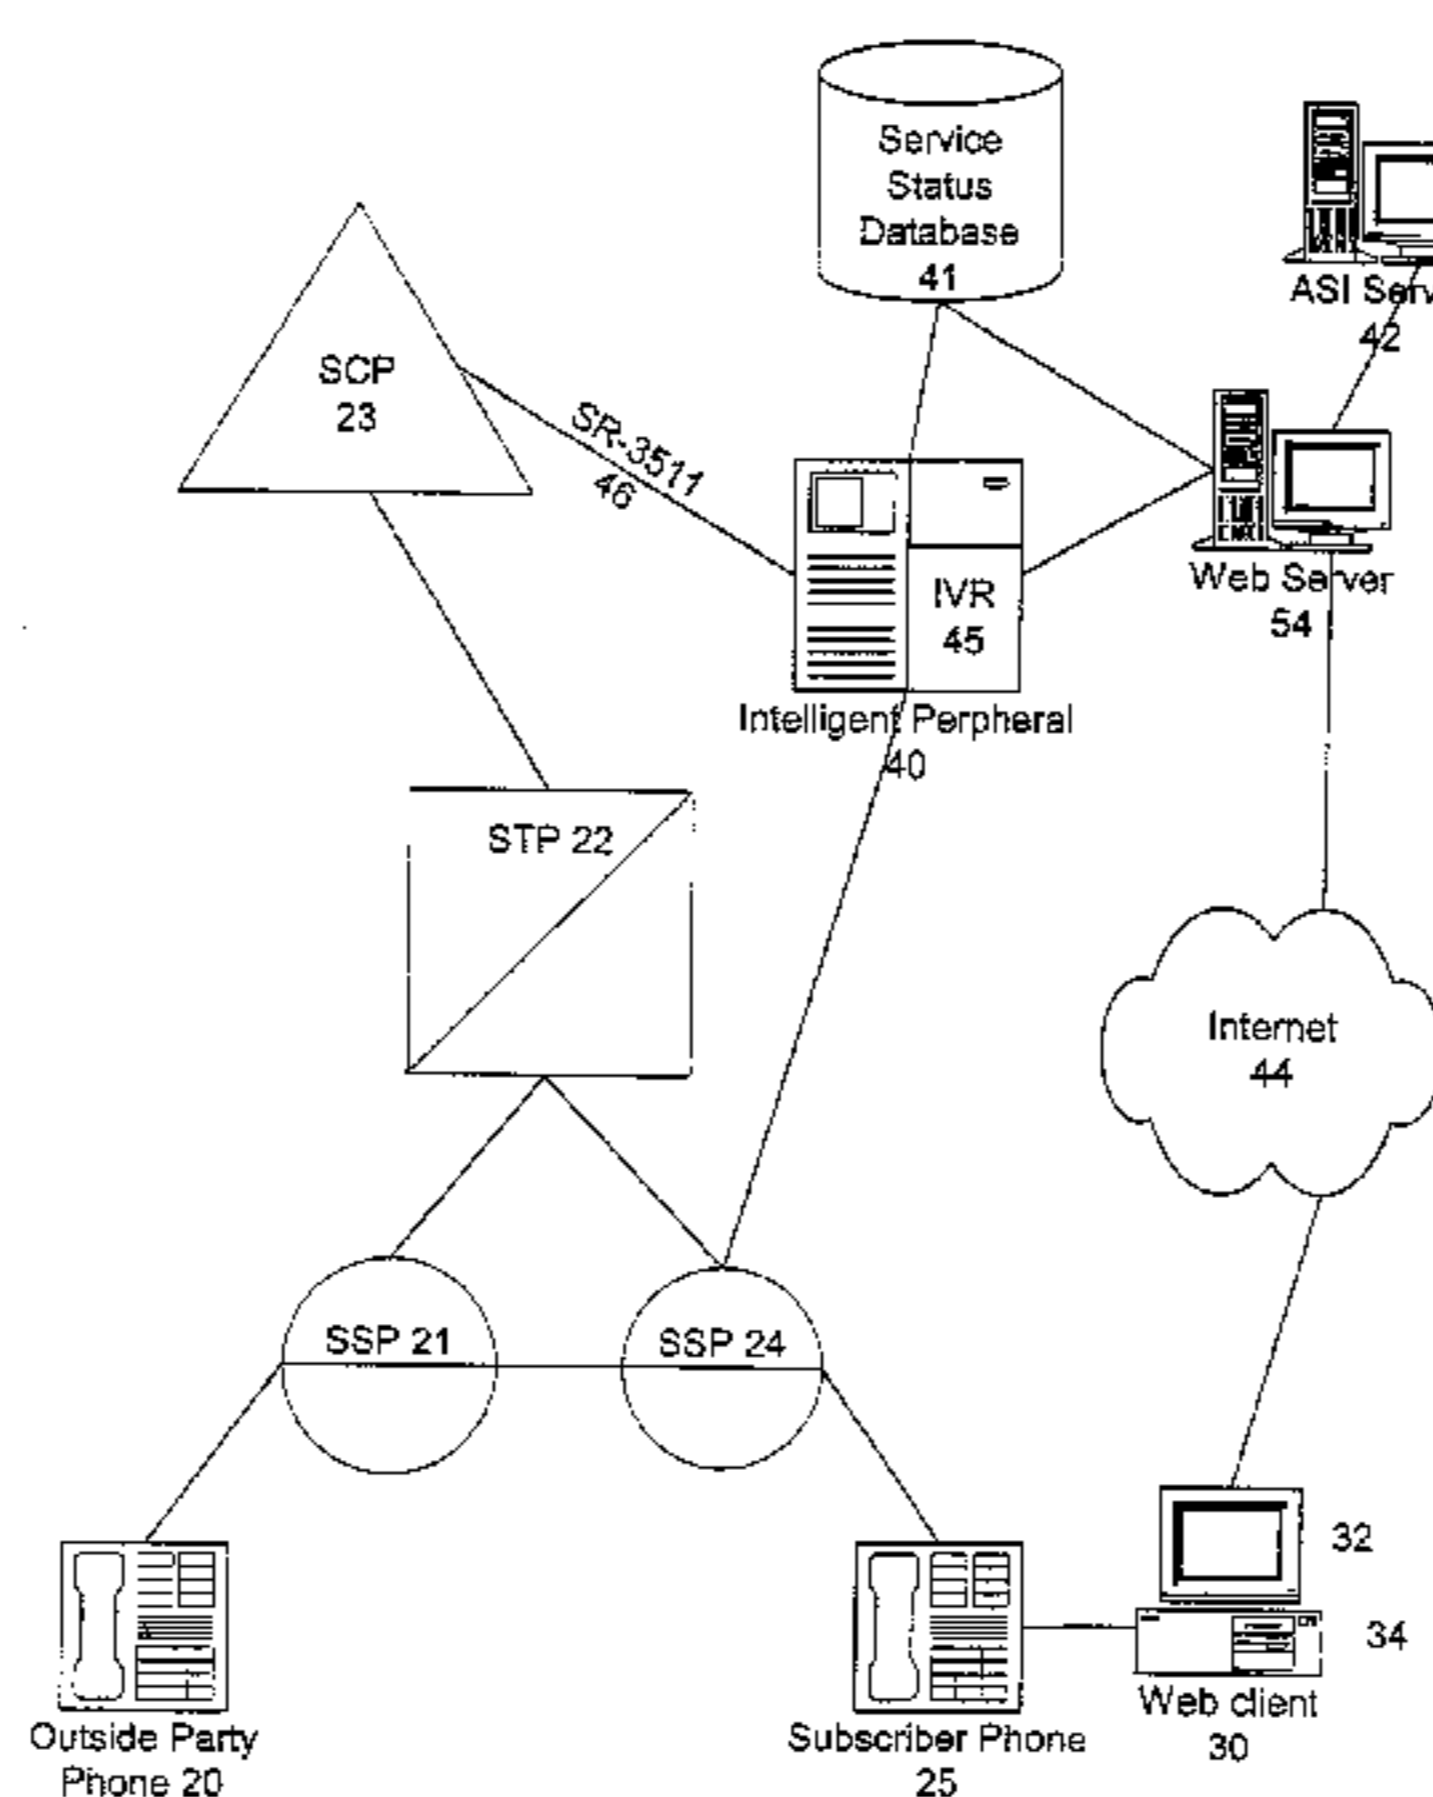 Service
Status
Database
41
ASI Serv
42
SCP
23
SR-3511
46
IVR
45
Web Server
54
Intelligent Perpheral
40
STP 22
Internet
44
SSP 21
SSP 24
32
34
Web client
30
Outside Party
Phone 20
Subscriber Phone
25